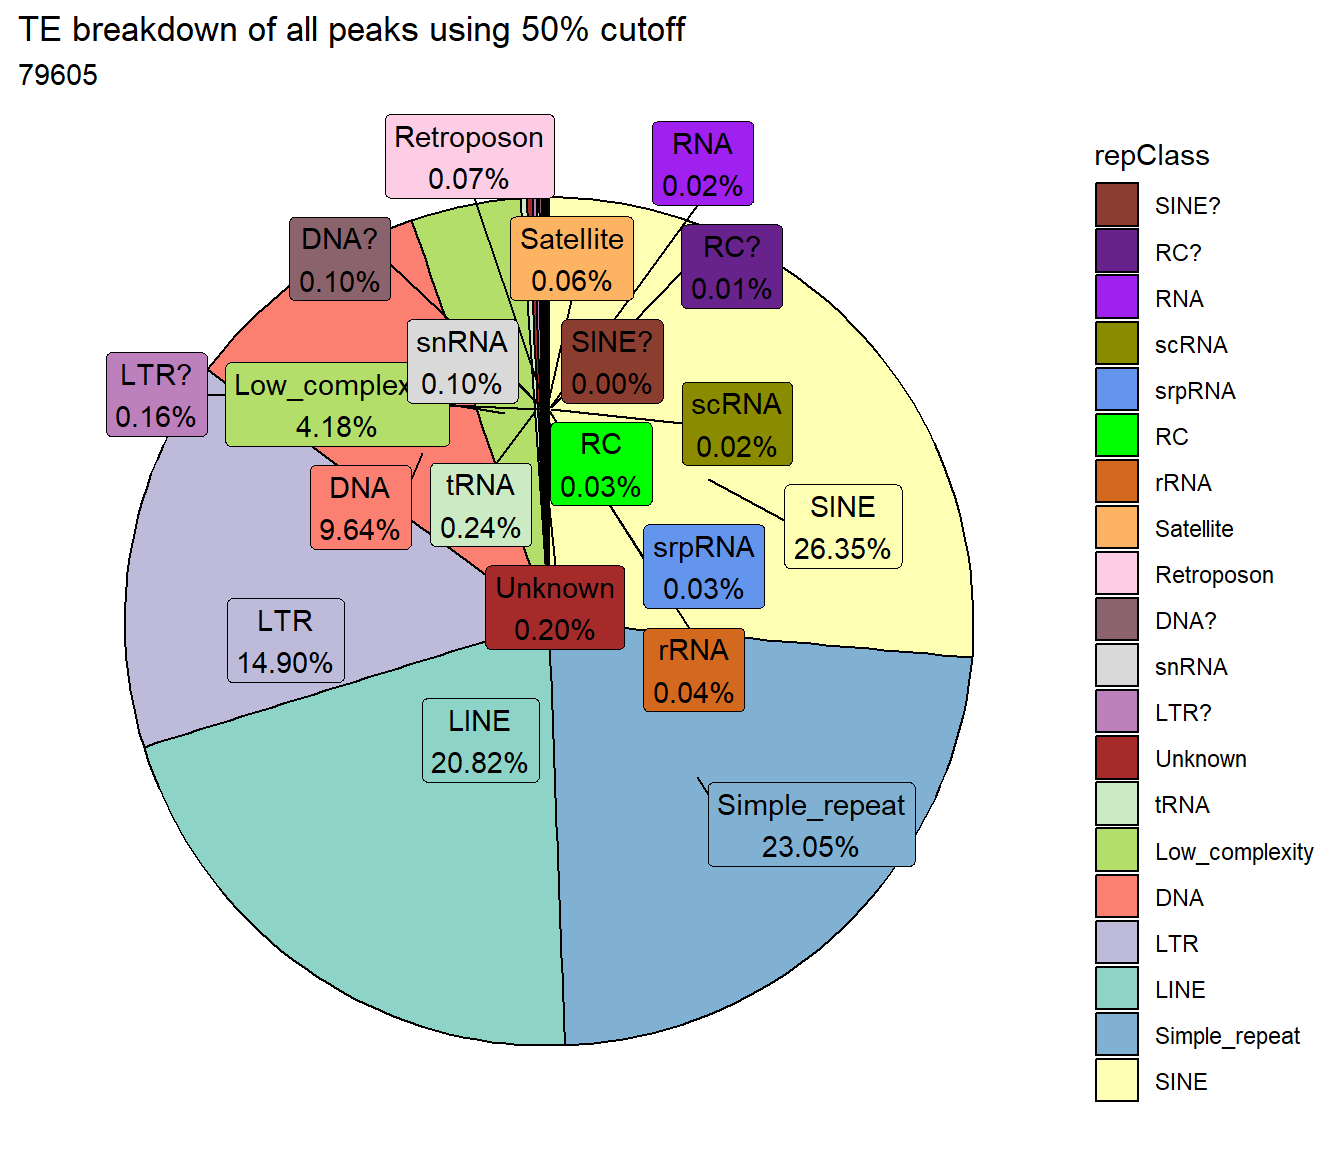 TE breakdown of all peaks using 50% cutoff
79605
Retroposon
0.07%
RNA
0.02%
DNA?
0.10%
Satellite
0.06%
RC?
0.01%
snRNA
0.10%
SINE?
0.00%
LTR?
0.16%
Low_complex
4.18%
scRNA
0.02%
RC
0.03%
DNA
9.64%
tRNA
0.24%
SINE
26.35%
srpRNA
0.03%
Unknown
0.20%
LTR
14.90%
rRNA
0.04%
LINE
20.82%
Simple_repeat
23.05%
repClass
SINE?
RC?
RNA
scRNA
srpRNA
RC
rRNA
Satellite
Retroposon
DNA?
snRNA
LTR?
Unknown
tRNA
Low_complexity
DNA
LTR
LINE
Simple_repeat
SINE